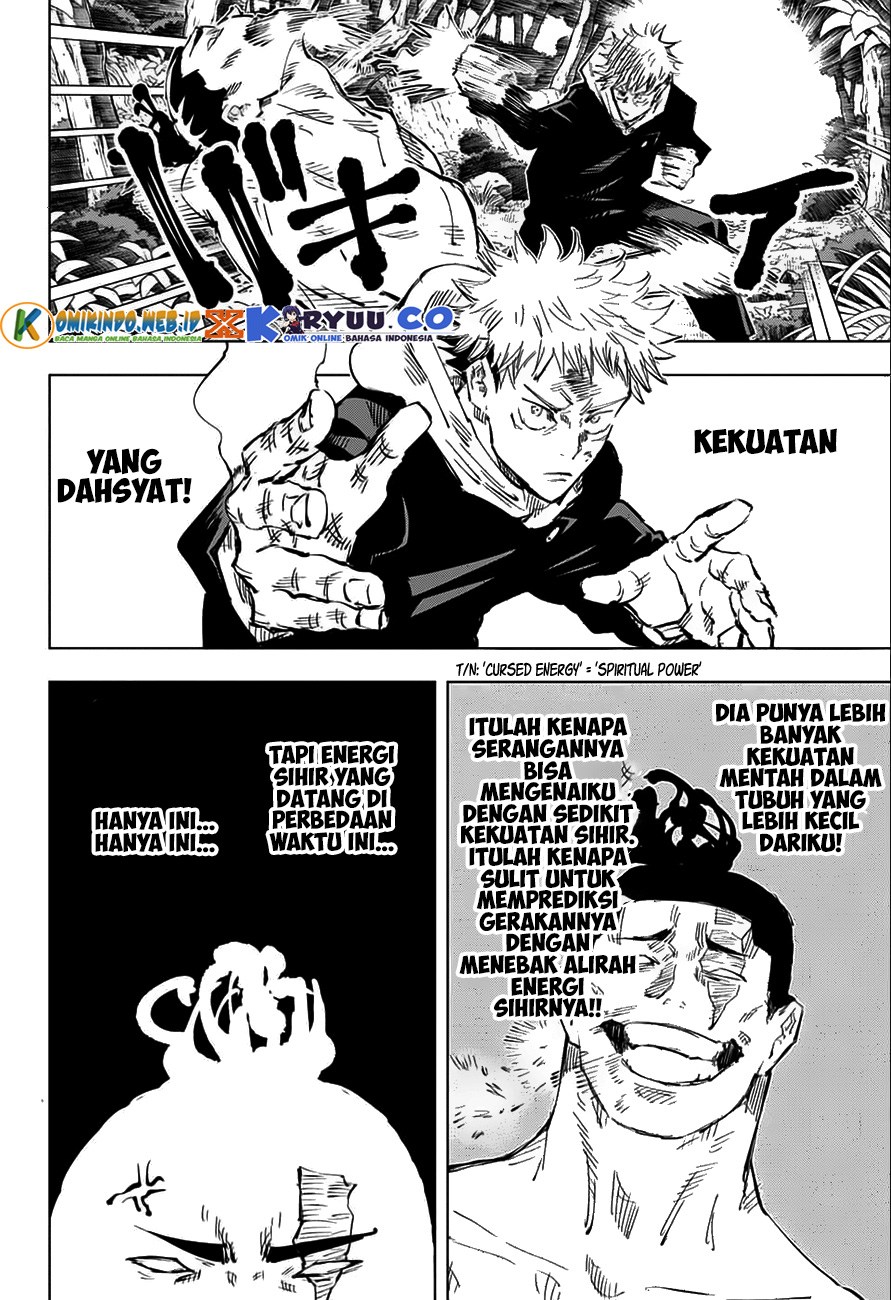 バキッ
KOMIKINDO.WEB.ID X KIRYUU.CO
BACA MANGA ONLINE BAHASA INDONESIA
KOMIK ONLINE BAHASA INDONESIA
KEKUATAN
YANG
DAHSYAT!
T/N: 'CURSED ENERGY' = 'SPIRITUAL POWER'
DIA PUNYA LEBIH
BANYAK
KEKUATAN
MENTAH DALAM
TUBUH YANG
LEBIH KECIL
DARIKU!
ITULAH KENAPA
SERANGANNYA
BISA
MENGENAIKU
DENGAN SEDIKIT
KEKUATAN SIHIR.
ITULAH KENAPA
SULIT UNTUK
MEMPREDIKSI
GERAKANNYA
DENGAN
MENEBAK ALIRAH
ENERGI
SIHIRNYA!!
TAPI ENERGI
SIHIR YANG
DATANG DI
PERBEDAAN
WAKTU INI...
HANYA INI...
HANYA INI...